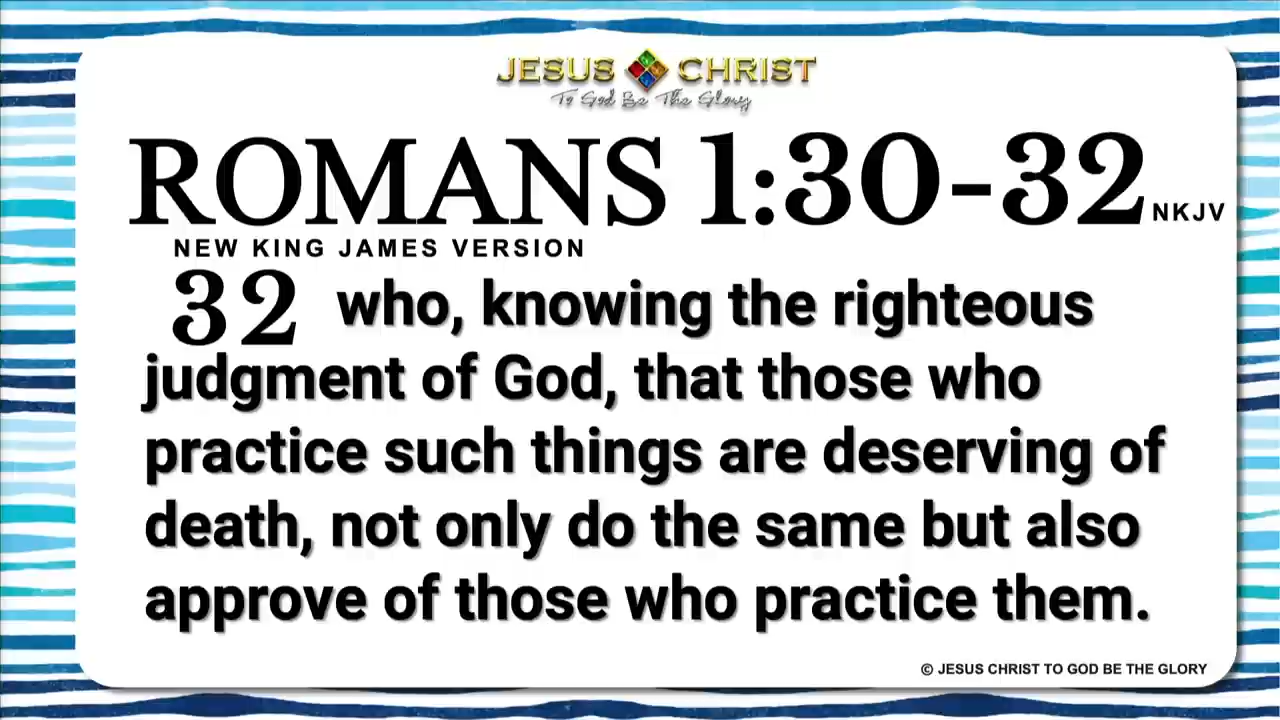 JESUS CHRIST
To God Be The Glory
ROMANS 1:30-32 NKJV
NEW KING JAMES VERSION
32 who, knowing the righteous
judgment of God, that those who
practice such things are deserving of
death, not only do the same but also
approve of those who practice them.
© JESUS CHRIST TO GOD BE THE GLORY